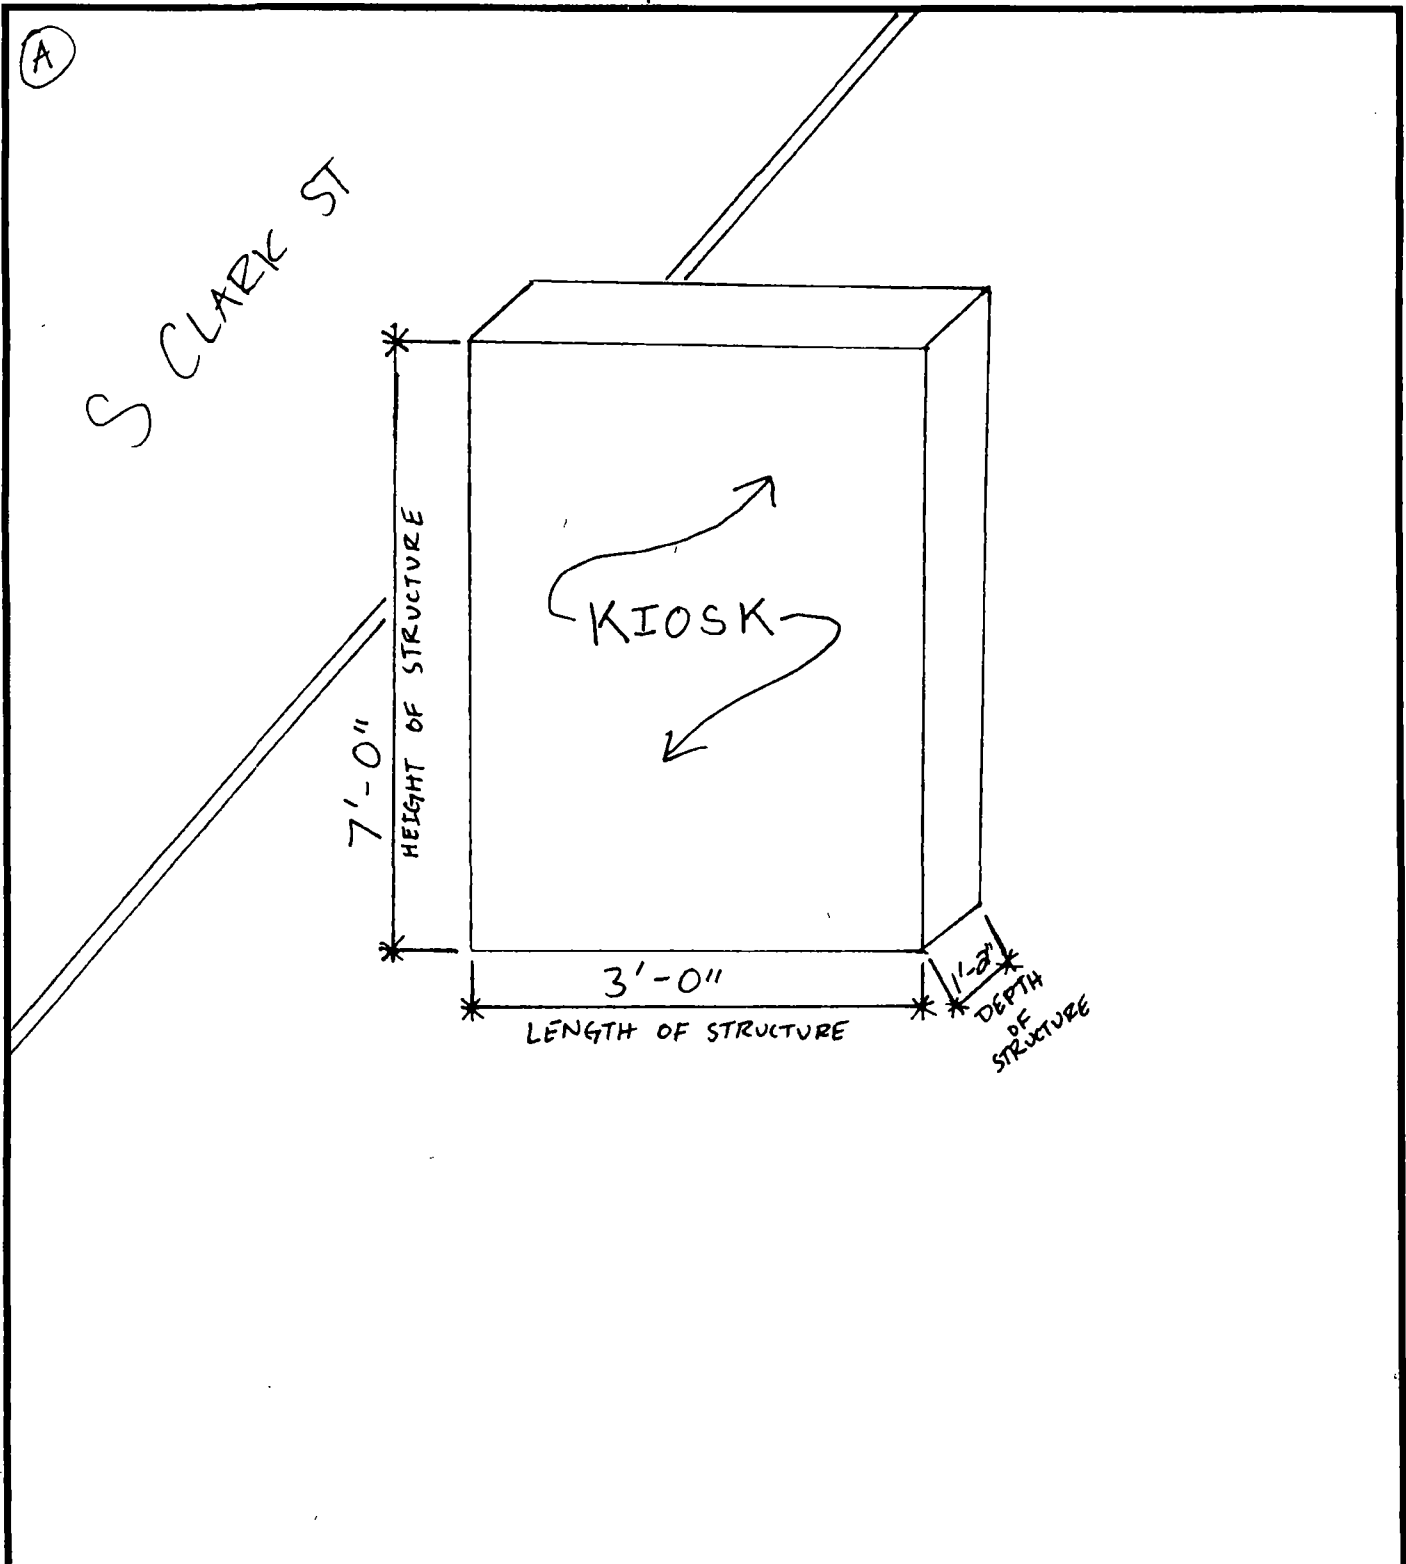 A
S CLARK ST
KIOSK
7'-0"
HEIGHT OF STRUCTURE
3'-0"
LENGTH OF STRUCTURE
1'-2"
DEPTH
OF
STRUCTURE